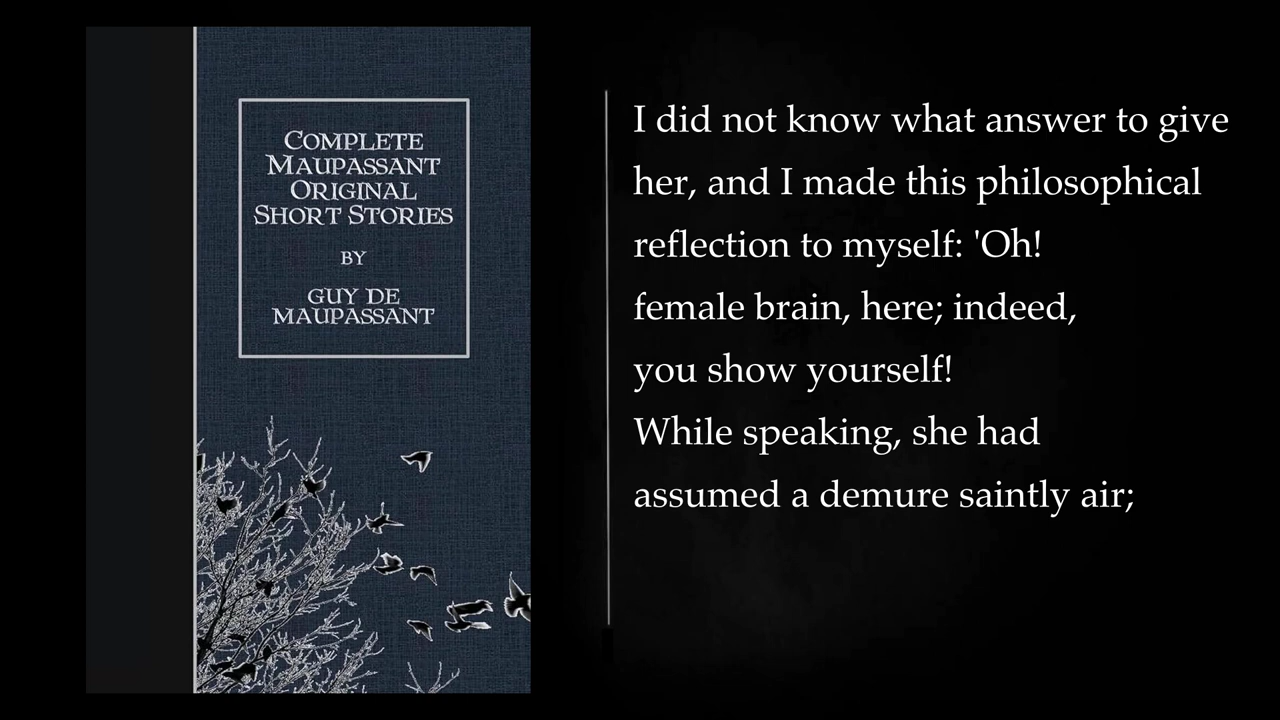 COMPLETE
MAUPASSANT
ORIGINAL
SHORT STORIES
BY
GUY DE
MAUPASSANT
I did not know what answer to give
her, and I made this philosophical
reflection to myself: 'Oh!
female brain, here; indeed,
you show yourself!
While speaking, she had
assumed a demure saintly air;